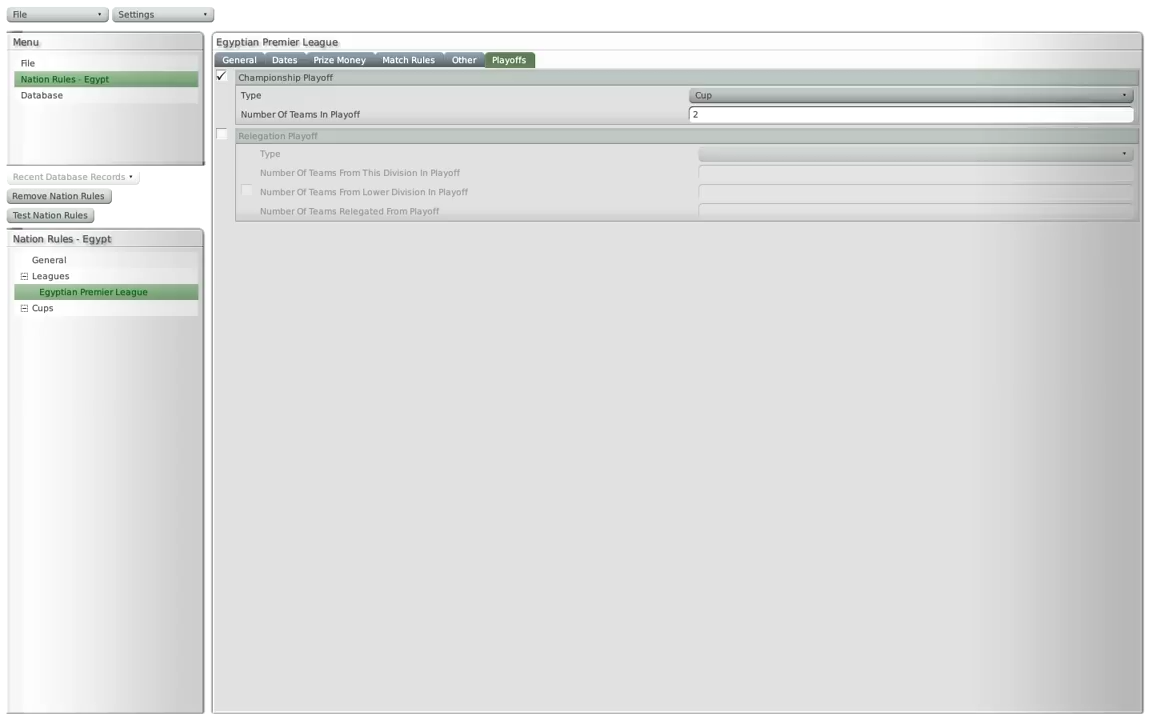 File
Settings
Menu
File
Nation Rules - Egypt
Database
Recent Database Records
Remove Nation Rules
Test Nation Rules
Nation Rules - Egypt
General
Leagues
Egyptian Premier League
Cups
Egyptian Premier League
General Dates Prize Money Match Rules Other Playoffs
Championship Playoff
Type Cup
Number Of Teams In Playoff 2
Relegation Playoff
Type
Number Of Teams From This Division In Playoff
Number Of Teams From Lower Division In Playoff
Number Of Teams Relegated From Playoff